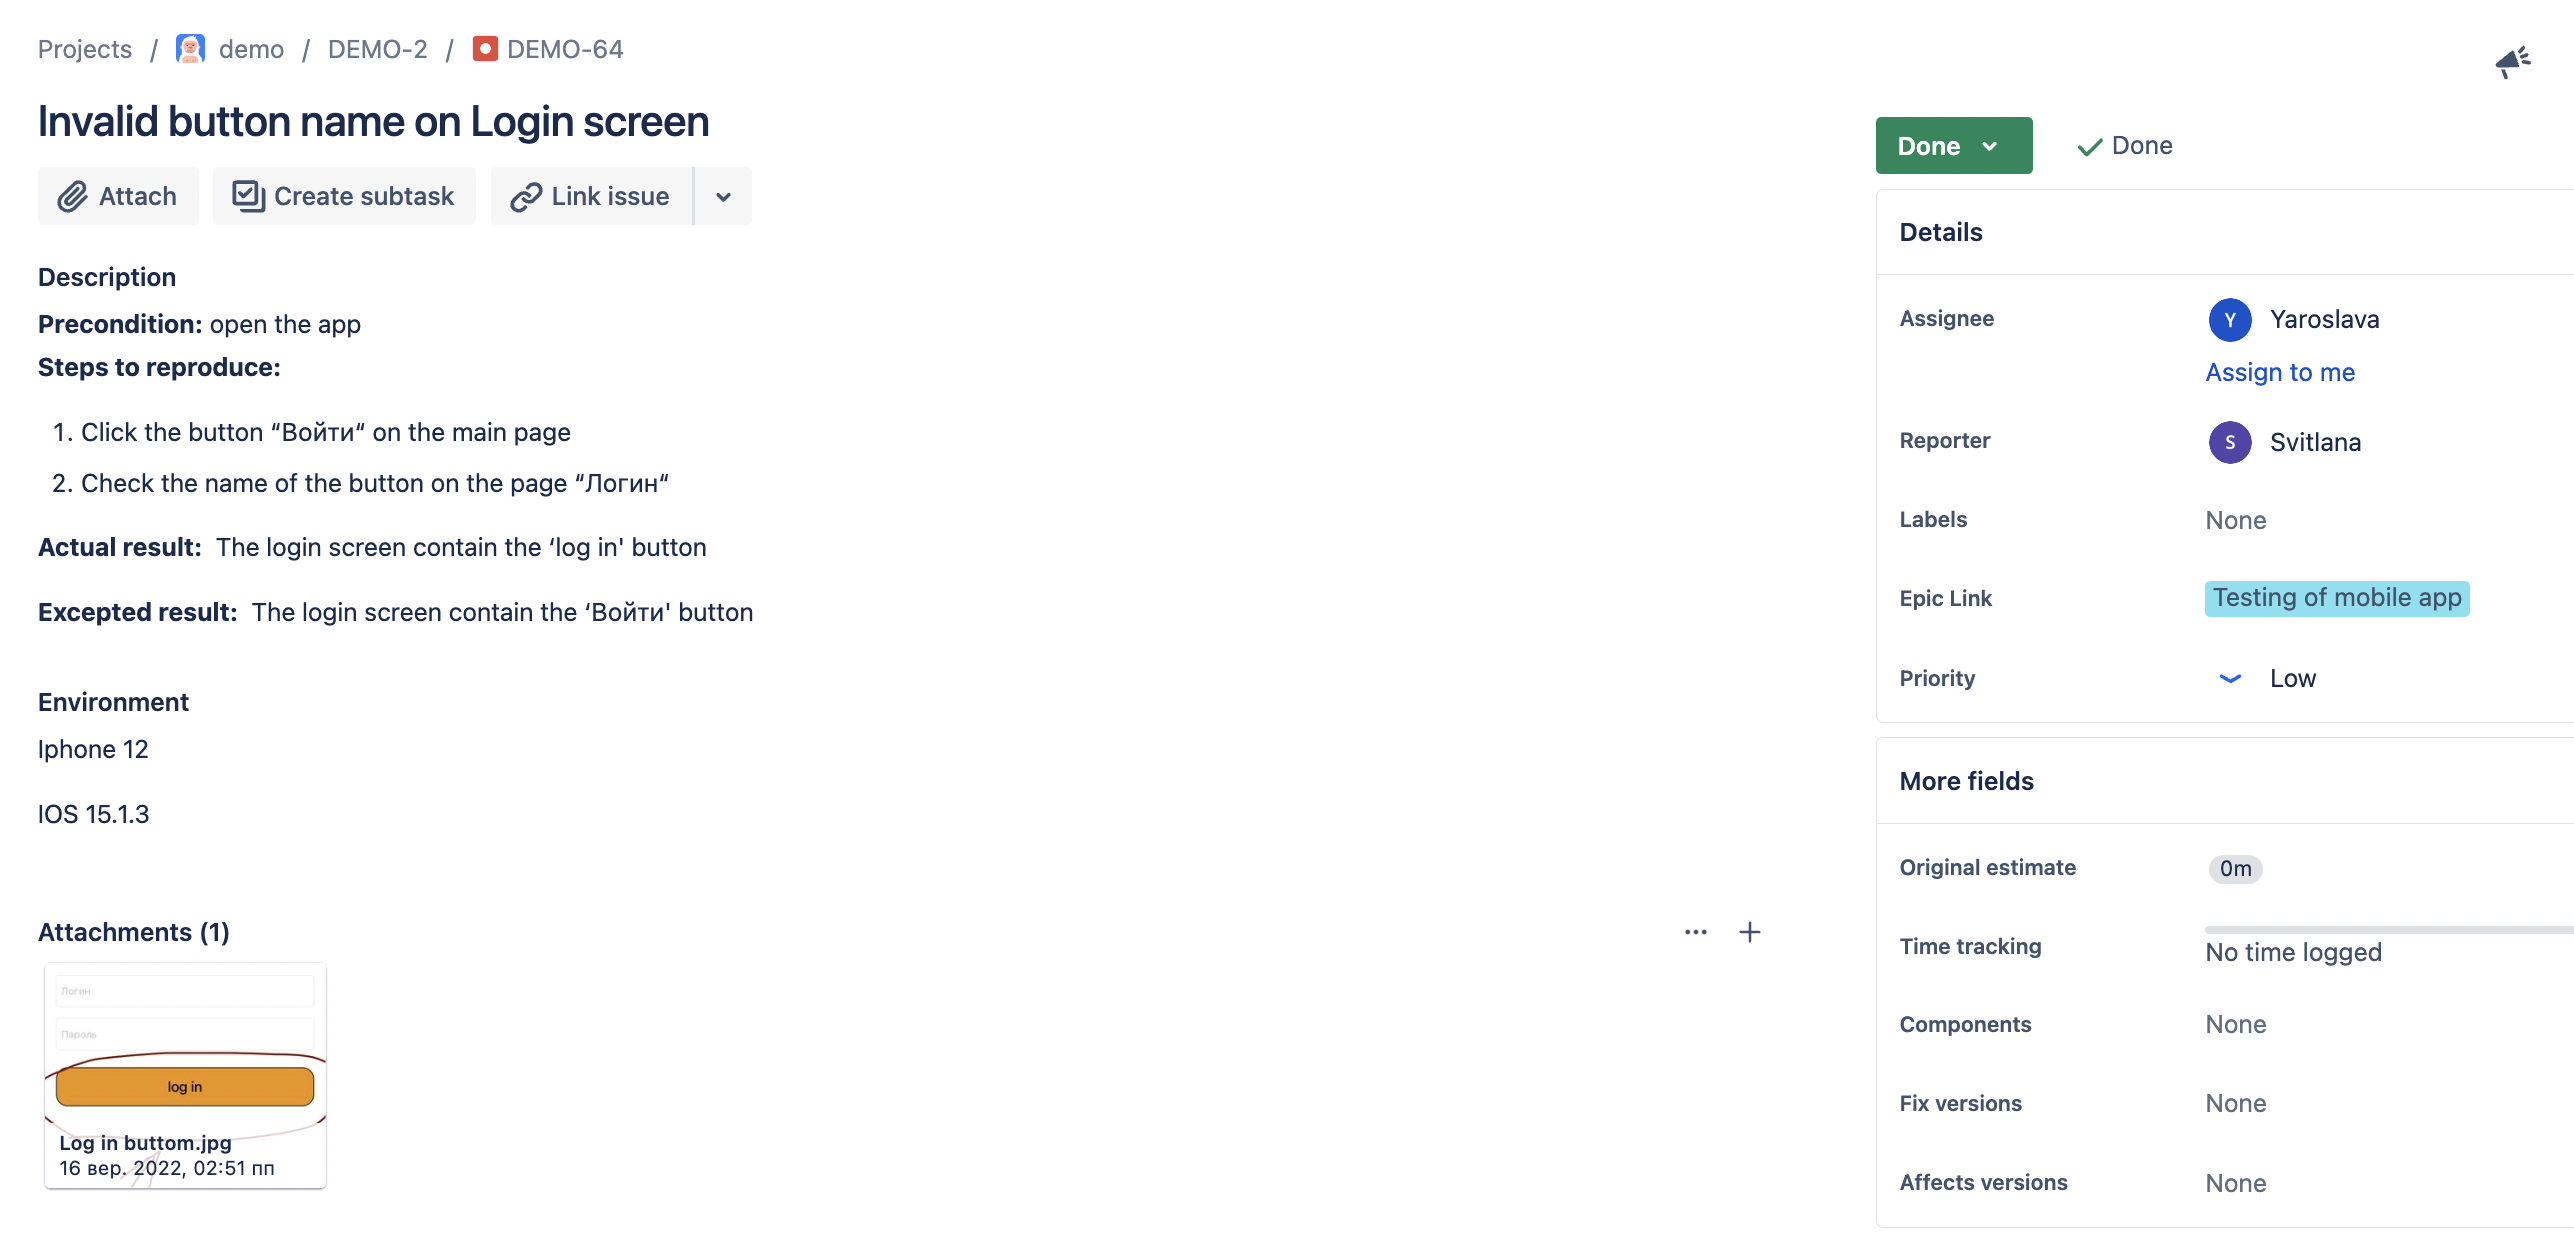 Projects / demo / DEMO-2 / DEMO-64
Invalid button name on Login screen
Attach
Create subtask
Link issue
Description
Precondition: open the app
Steps to reproduce:
1. Click the button “Войти“ on the main page
2. Check the name of the button on the page “Логин“
Actual result: The login screen contain the ‘log in' button
Excepted result: The login screen contain the ‘Войти' button
Environment
Iphone 12
IOS 15.1.3
Attachments (1)
Логин
Пароль
log in
Log in buttom.jpg
16 вер. 2022, 02:51 пп
Done
Done
Details
Assignee
Y Yaroslava
Assign to me
Reporter
S Svitlana
Labels
None
Epic Link
Testing of mobile app
Priority
Low
More fields
Original estimate
0m
Time tracking
No time logged
Components
None
Fix versions
None
Affects versions
None